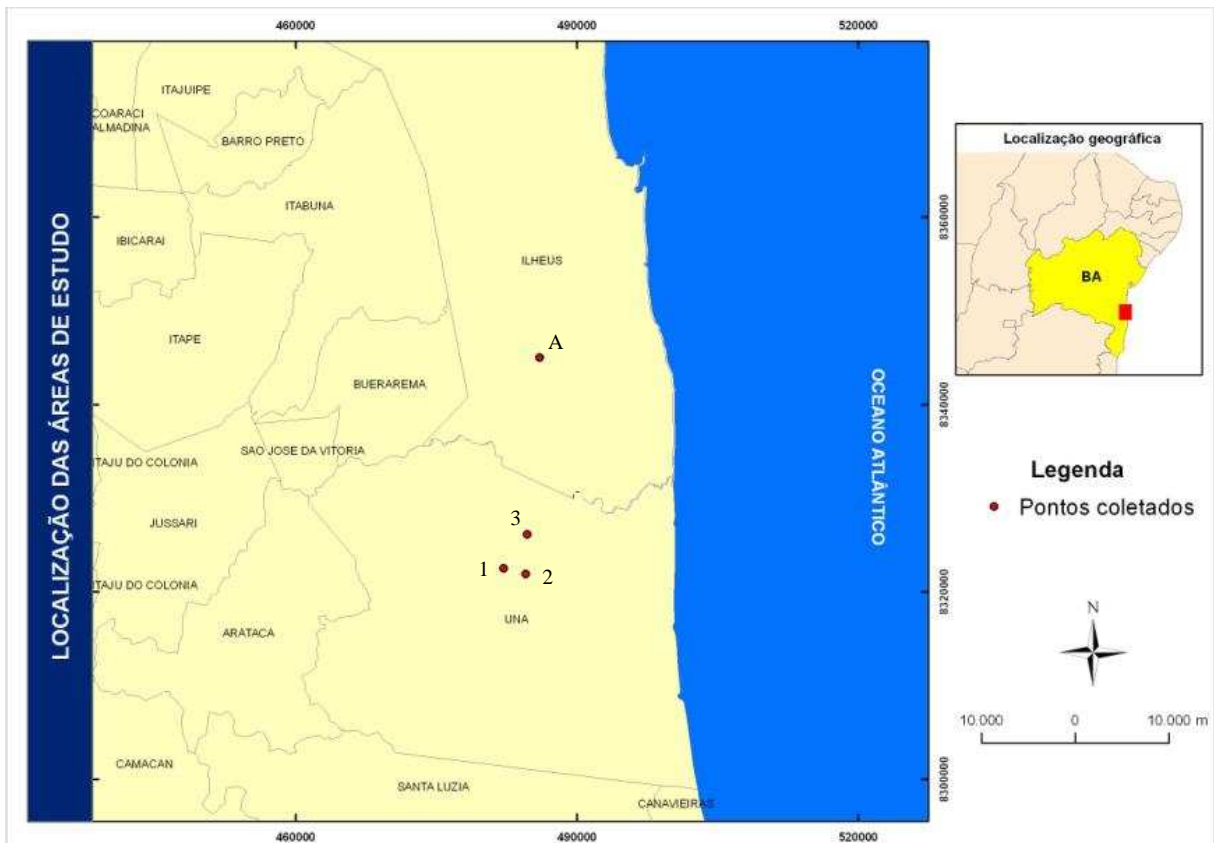 460000
490000
520000
LOCALIZAÇÃO DAS ÁREAS DE ESTUDO
ITAJUIPE
COARACI
ALMADINA
BARRO PRETO
ITABUNA
IBICARAI
ILHEUS
ITAPE
A
BUERAREMA
SAO JOSE DA VITORIA
ITAJU DO COLONIA
JUSSARI
3
1
2
ITAJU DO COLONIA
UNA
ARATACA
CAMACAN
SANTA LUZIA
CANAVIEIRAS
OCEANO ATLÂNTICO
8360000
8340000
8320000
8300000
460000
490000
520000
Localização geográfica
BA
Legenda
Pontos coletados
N
10.000 0 10.000 m